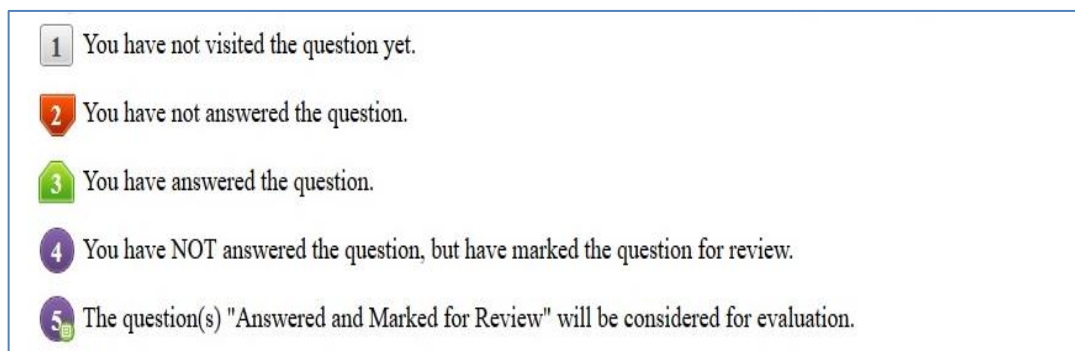 1 You have not visited the question yet.
2 You have not answered the question.
3 You have answered the question.
4 You have NOT answered the question, but have marked the question for review.
5 The question(s) "Answered and Marked for Review" will be considered for evaluation.